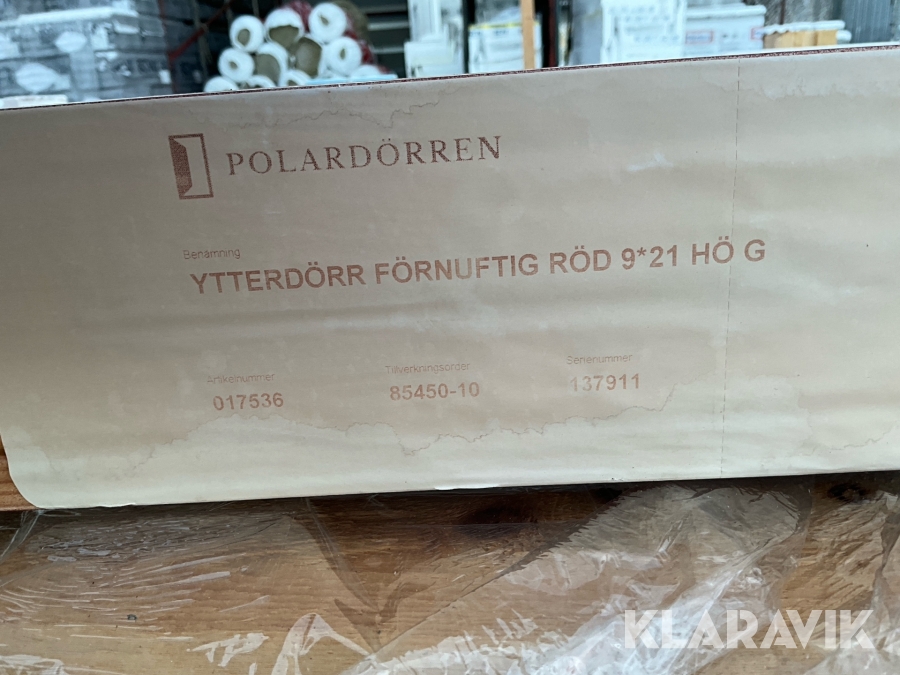 POLARDÖRREN
Benämning
YTTERDÖRR FÖRNUFTIG RÖD 9*21 HÖ G
Artikelnummer Tillverkningsorder Serienummer
017536 85450-10 137911
KLARAVIK